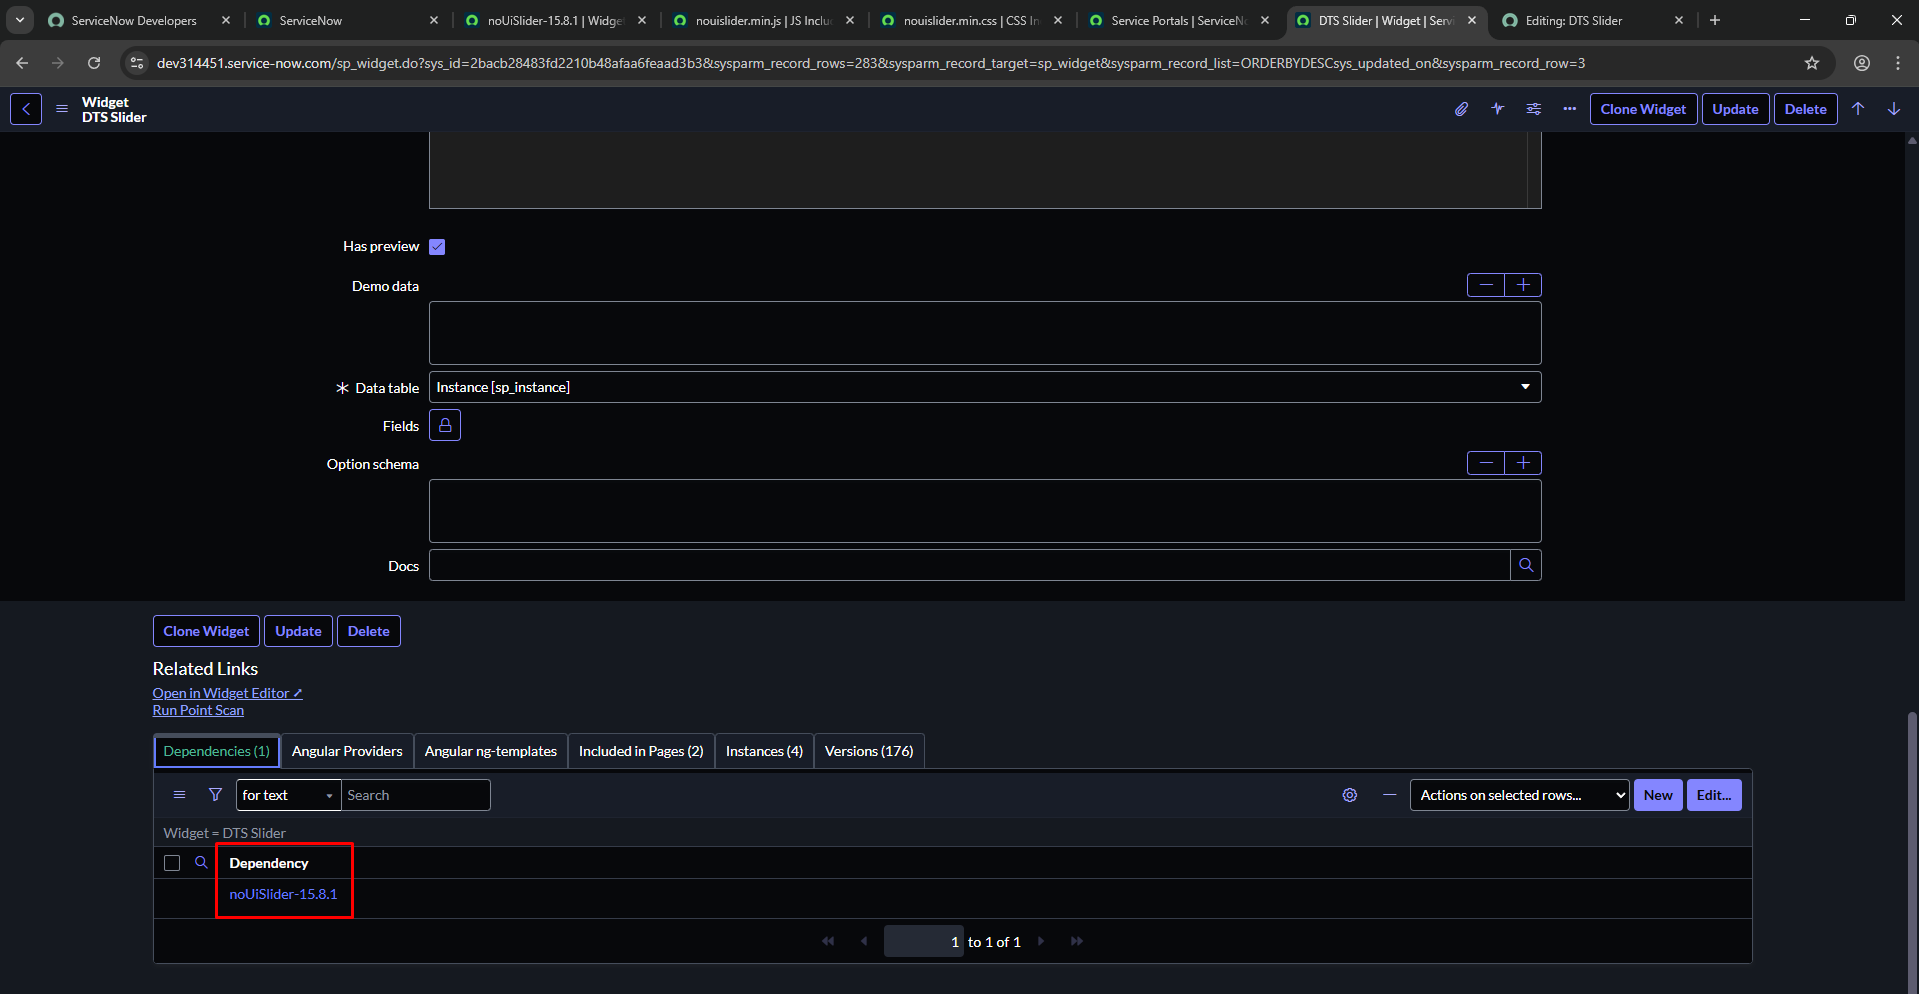 ServiceNow Developers
ServiceNow
noUiSlider-15.8.1 | Widge
nouislider.min.js | JS Inclu
nouislider.min.css | CSS In
Service Portals | ServiceN
DTS Slider | Widget | Serv
Editing: DTS Slider
dev314451.service-now.com/sp_widget.do?sys_id=2bacb28483fd2210b48afaa6feaad3b3&sysparm_record_rows=283&sysparm_record_target=sp_widget&sysparm_record_list=ORDERBYDESCsys_updated_on&sysparm_record_row=3
Widget
DTS Slider
Clone Widget
Update
Delete
Has preview
Demo data
Data table
Instance [sp_instance]
Fields
Option schema
Docs
Clone Widget
Update
Delete
Related Links
Open in Widget Editor
Run Point Scan
Dependencies (1)
Angular Providers
Angular ng-templates
Included in Pages (2)
Instances (4)
Versions (176)
for text
Search
Actions on selected rows...
New
Edit...
Widget = DTS Slider
Dependency
noUiSlider-15.8.1
1 to 1 of 1